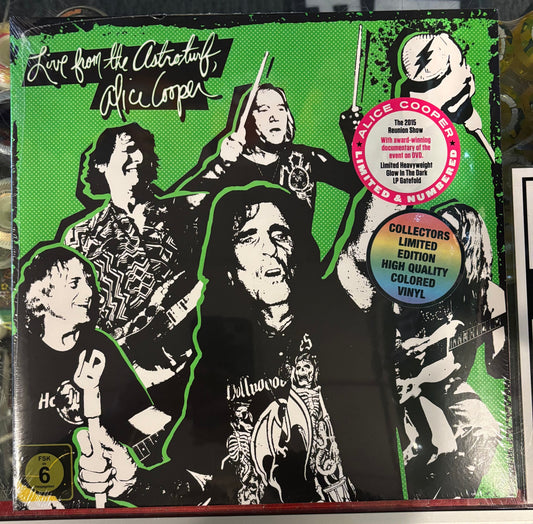 Live from the Astroturf,
Alice Cooper
ALICE COOPER
The 2015
Reunion Show
With award-winning
documentary of the
event on DVD.
Limited Heavyweight
Glow in The Dark
LP Gatefold
LIMITED & NUMBERED
COLLECTORS
LIMITED
EDITION
HIGH QUALITY
COLORED
VINYL
FSK
6